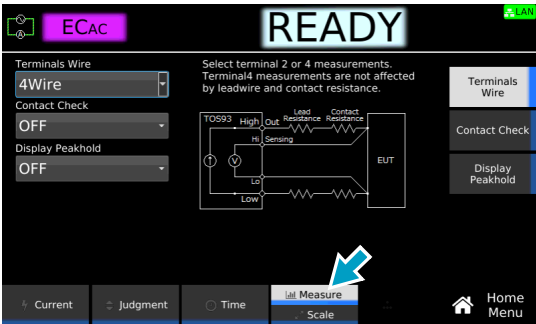 EC AC
READY
LAN
Terminals Wire
4Wire
Contact Check
OFF
Display Peakhold
OFF
Select terminal 2 or 4 measurements.
Terminal4 measurements are not affected
by leadwire and contact resistance.
TOS93
High
Out
Lead
Resistance
Contact
Resistance
Hi
Sensing
V
EUT
Lo
Low
Terminals
Wire
Contact Check
Display
Peakhold
Current
Judgment
Time
Measure
Scale
Home
Menu